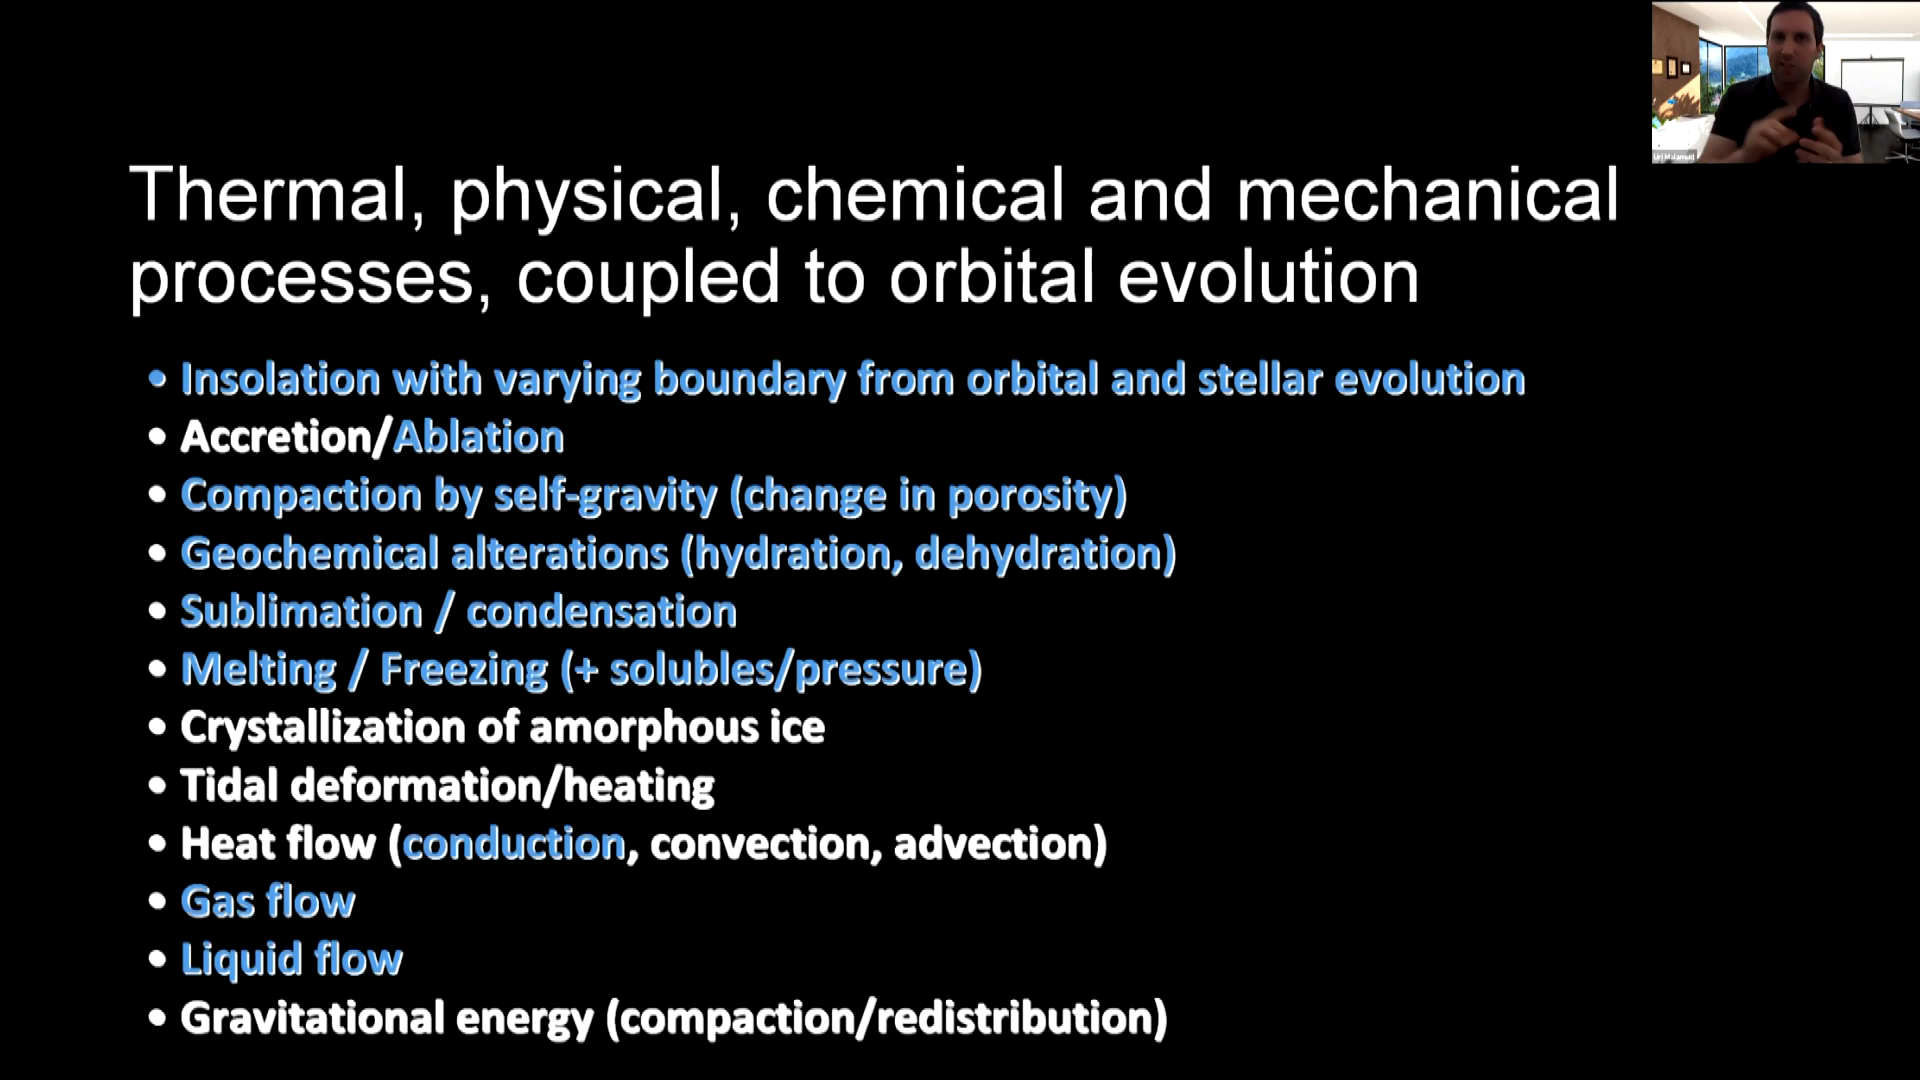 Uri Malamud
Thermal, physical, chemical and mechanical
processes, coupled to orbital evolution
• Insolation with varying boundary from orbital and stellar evolution
• Accretion/Ablation
• Compaction by self-gravity (change in porosity)
• Geochemical alterations (hydration, dehydration)
• Sublimation / condensation
• Melting / Freezing (+ solubles/pressure)
• Crystallization of amorphous ice
• Tidal deformation/heating
• Heat flow (conduction, convection, advection)
• Gas flow
• Liquid flow
• Gravitational energy (compaction/redistribution)